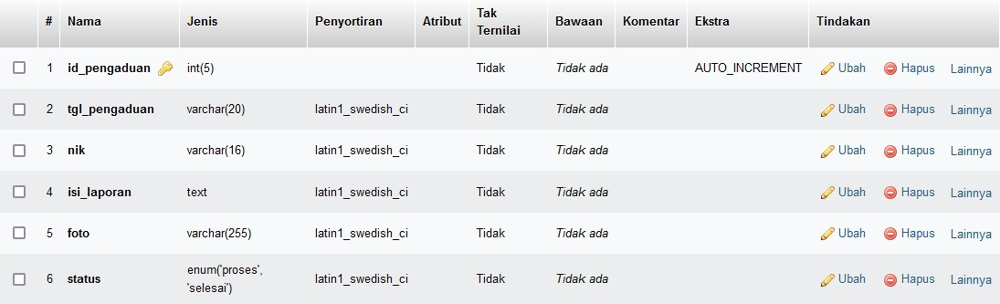 # Nama Jenis Penyortiran Atribut Tak Ternilai Bawaan Komentar Ekstra Tindakan
1 id_pengaduan int(5) Tidak Tidak ada AUTO_INCREMENT Ubah Hapus Lainnya
2 tgl_pengaduan varchar(20) latin1_swedish_ci Tidak Tidak ada Ubah Hapus Lainnya
3 nik varchar(16) latin1_swedish_ci Tidak Tidak ada Ubah Hapus Lainnya
4 isi_laporan text latin1_swedish_ci Tidak Tidak ada Ubah Hapus Lainnya
5 foto varchar(255) latin1_swedish_ci Tidak Tidak ada Ubah Hapus Lainnya
6 status enum('proses', 'selesai') latin1_swedish_ci Tidak Tidak ada Ubah Hapus Lainnya